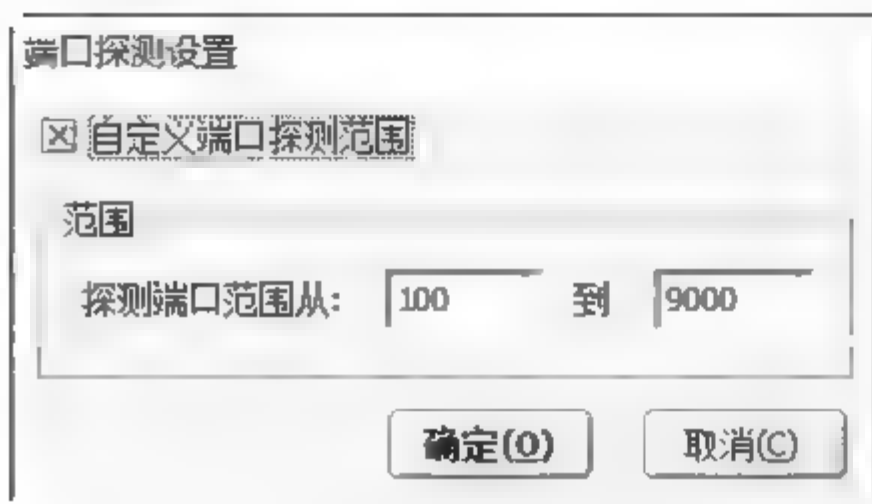 端口探测设置
自定义端口探测范围
范围
探测端口范围从: 100 到 9000
确定(O) 取消(C)